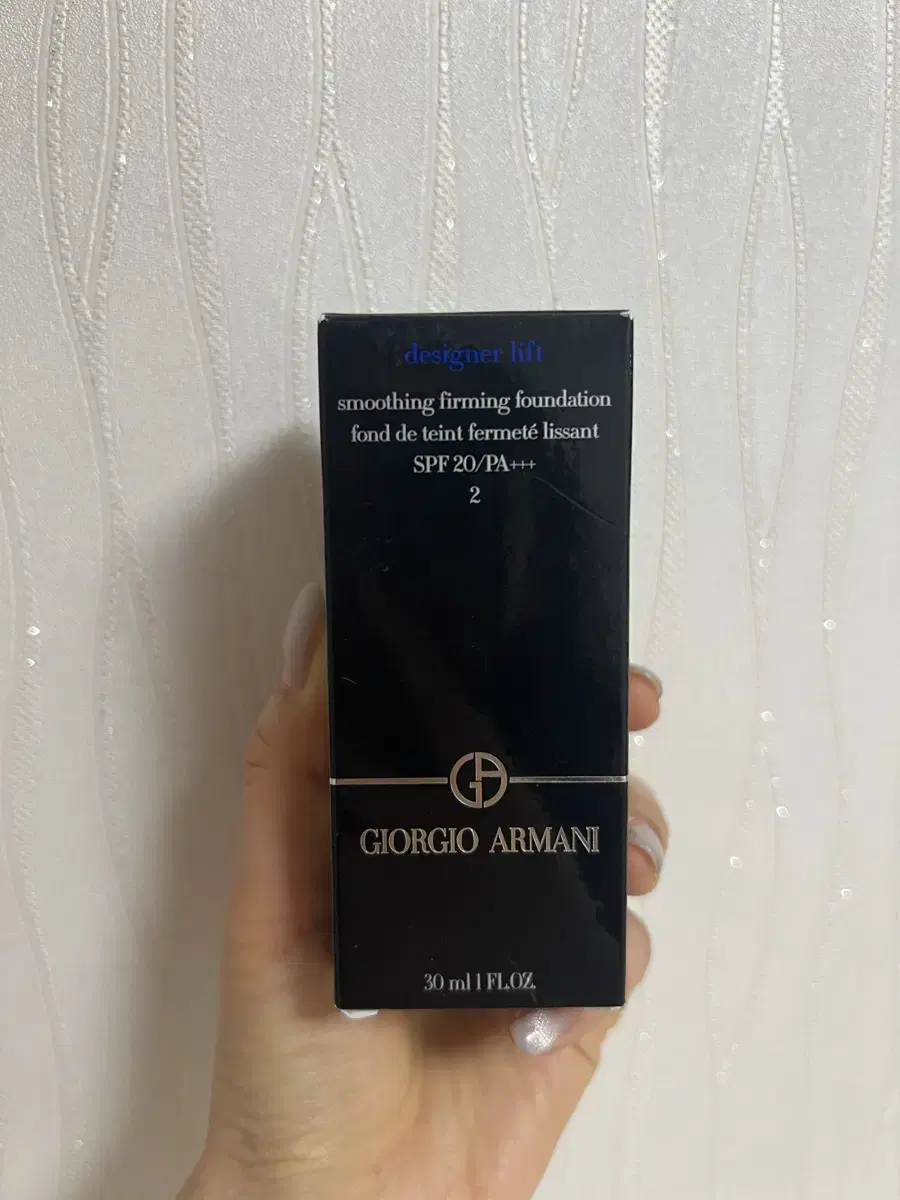 designer lift
smoothing firming foundation
fond de teint fermeté lissant
SPF 20/PA+++
2
GA
GIORGIO ARMANI
30 ml 1 FL.OZ.